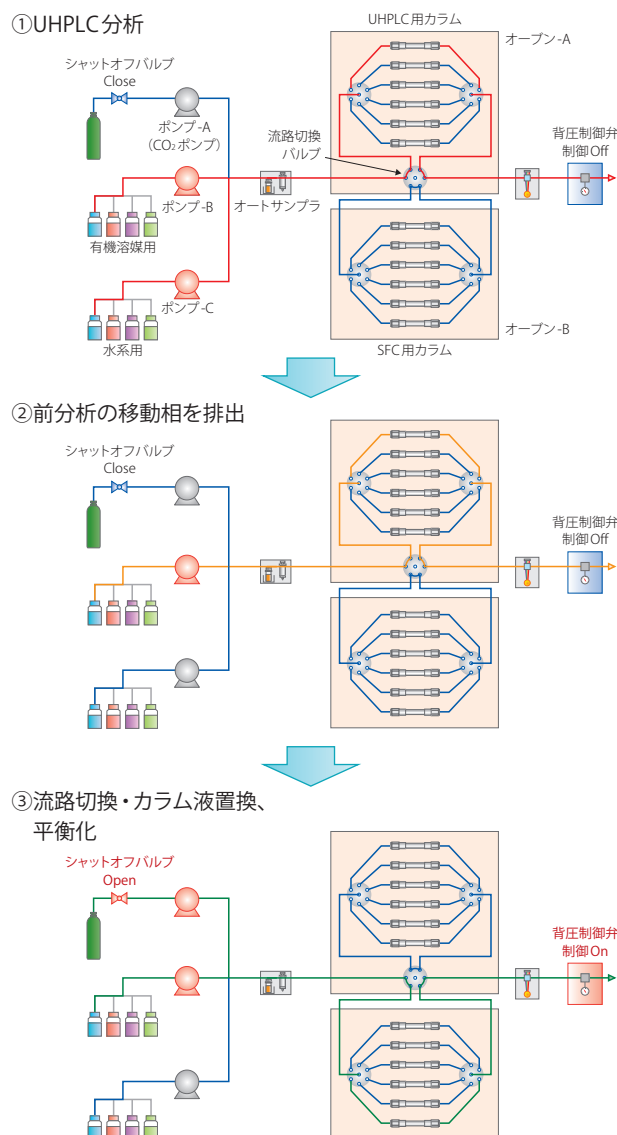 ①UHPLC分析
UHPLC用カラム
オーブン-A
シャットオフバルブ
Close
ポンプ-A
（CO₂ポンプ）
流路切換
バルブ
背圧制御弁
制御Off
ポンプ-B
オートサンプラ
有機溶媒用
ポンプ-C
水系用
オーブン-B
SFC用カラム
②前分析の移動相を排出
シャットオフバルブ
Close
背圧制御弁
制御Off
③流路切換・カラム液置換、
平衡化
シャットオフバルブ
Open
背圧制御弁
制御On